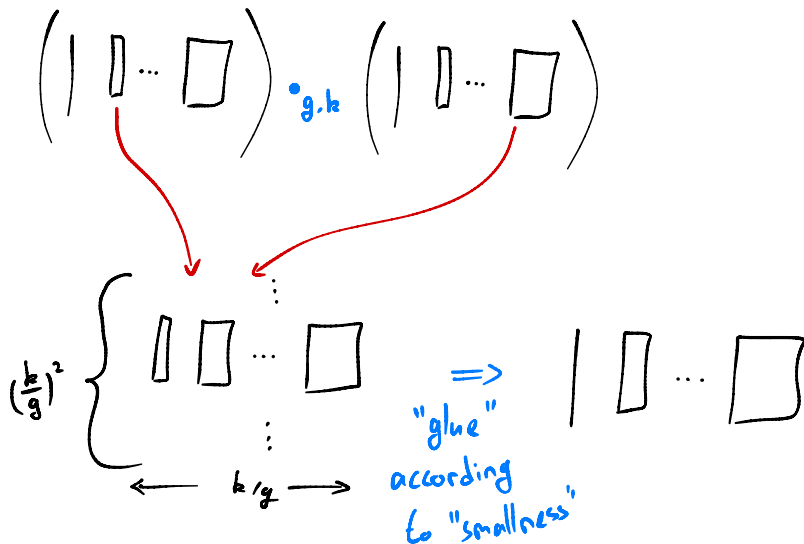 ( ... ) •g,k ( ... )
⋮
(k/g)² { ...
⋮
k/g
⇒
"glue"
according
to "smallness"
...